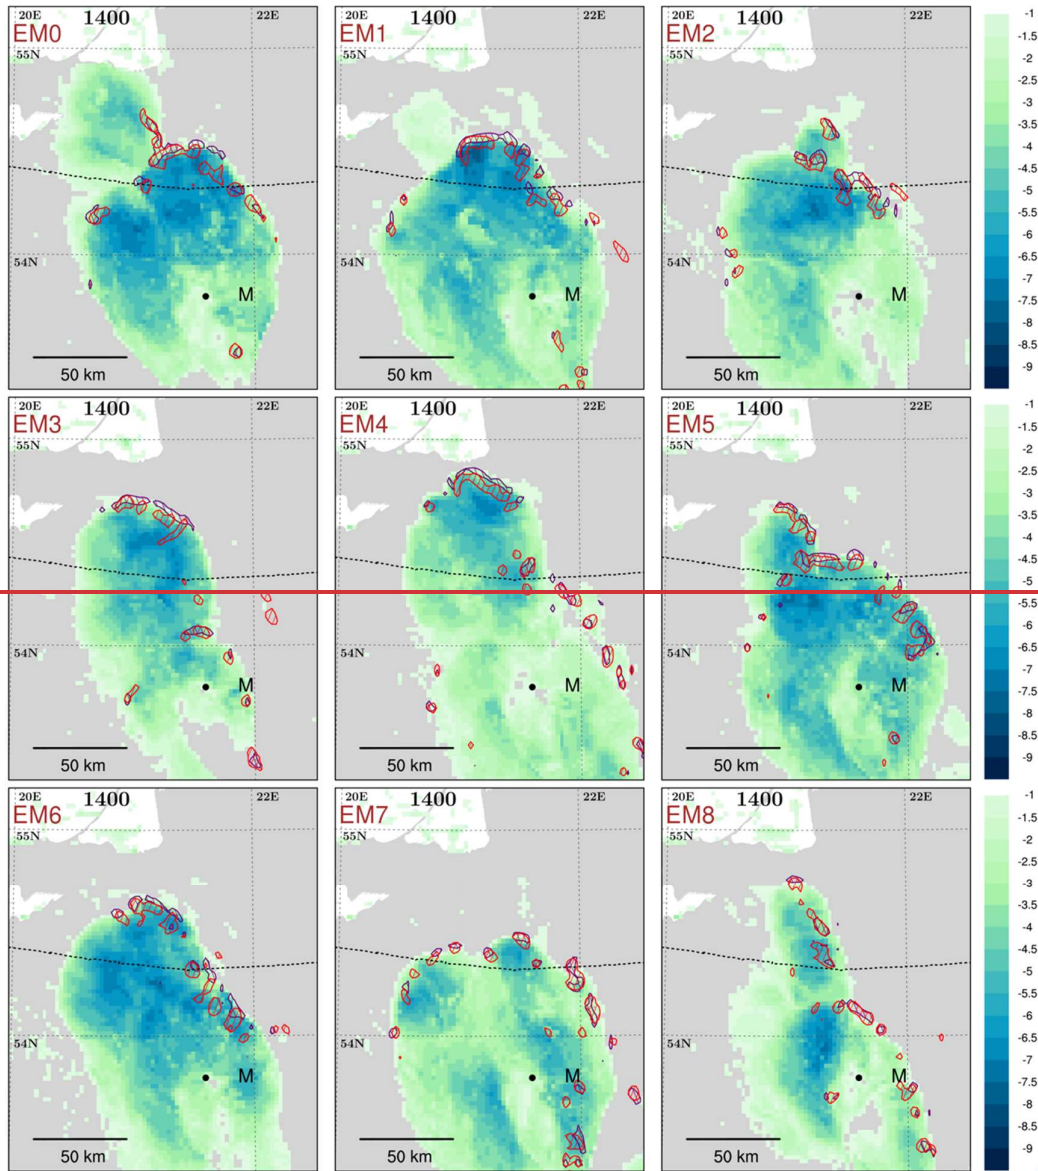 20E 1400 22E
EM0
55N
54N
M
50 km
20E 1400 22E
EM1
55N
54N
M
50 km
20E 1400 22E
EM2
55N
54N
M
50 km
-1
-1.5
-2
-2.5
-3
-3.5
-4
-4.5
-5
-5.5
-6
-6.5
-7
-7.5
-8
-8.5
-9
20E 1400 22E
EM3
55N
54N
M
50 km
20E 1400 22E
EM4
55N
54N
M
50 km
20E 1400 22E
EM5
55N
54N
M
50 km
-1
-1.5
-2
-2.5
-3
-3.5
-4
-4.5
-5
-5.5
-6
-6.5
-7
-7.5
-8
-8.5
-9
20E 1400 22E
EM6
55N
54N
M
50 km
20E 1400 22E
EM7
55N
54N
M
50 km
20E 1400 22E
EM8
55N
54N
M
50 km
-1
-1.5
-2
-2.5
-3
-3.5
-4
-4.5
-5
-5.5
-6
-6.5
-7
-7.5
-8
-8.5
-9